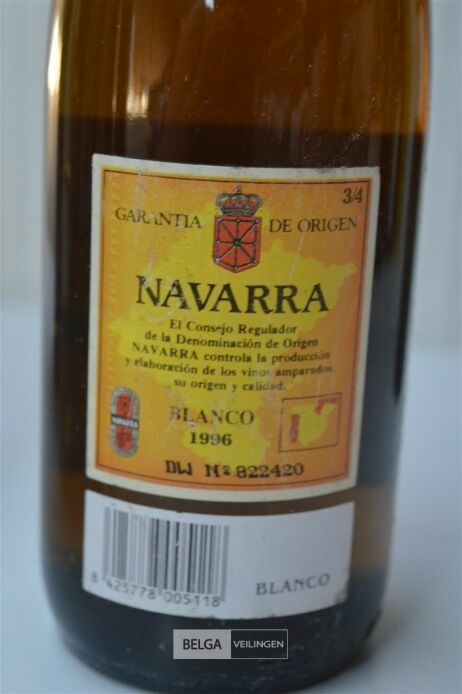 3/4
GARANTIA DE ORIGEN
NAVARRA
El Consejo Regulador
de la Denominación de Origen
NAVARRA controla la producción
y elaboración de los vinos amparados,
su origen y calidad.
NAVARRA
BLANCO
1996
DW Nº 822420
8 425778 005118
BLANCO
BELGA VEILINGEN